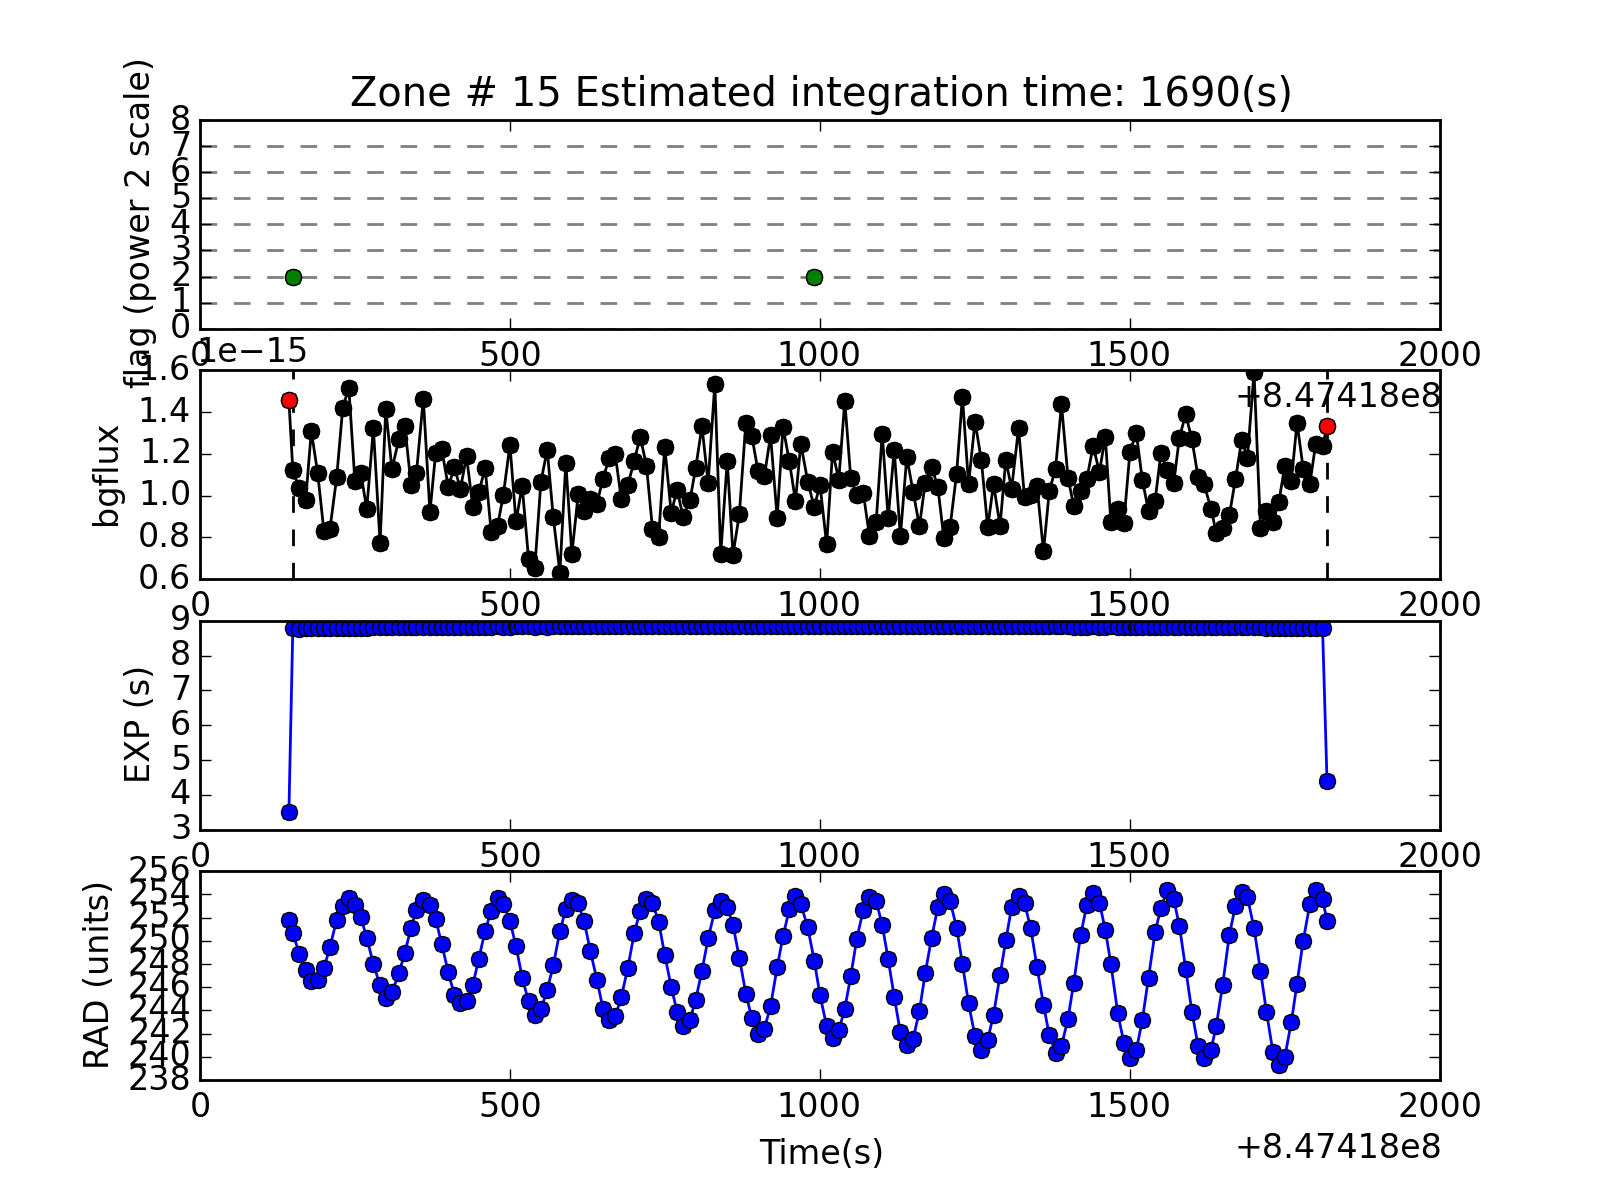 Zone # 15 Estimated integration time: 1690(s)
flag (power 2 scale)
8
7
6
5
4
3
2
1
0
0 500 1000 1500 2000
1e−15
+8.47418e8
bgflux
1.6
1.4
1.2
1.0
0.8
0.6
0 500 1000 1500 2000
EXP (s)
9
8
7
6
5
4
3
0 500 1000 1500 2000
RAD (units)
256
254
252
250
248
246
244
242
240
238
0 500 1000 1500 2000
Time(s)
+8.47418e8